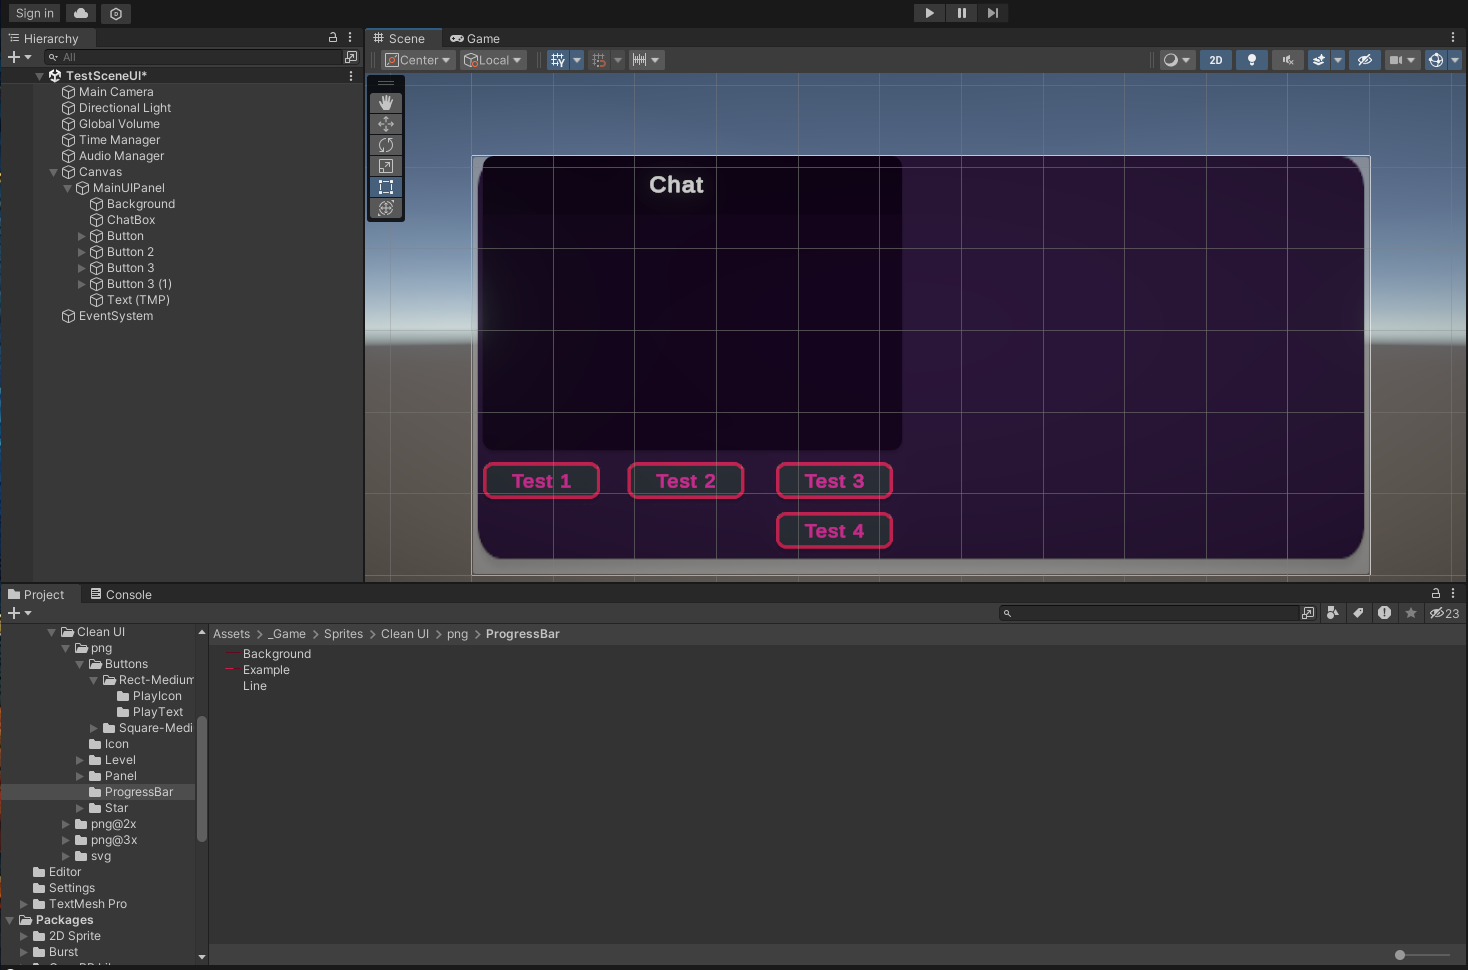 Sign in
Hierarchy
Scene
Game
All
Center
Local
2D
TestSceneUI*
Main Camera
Directional Light
Global Volume
Time Manager
Audio Manager
Canvas
MainUIPanel
Background
ChatBox
Button
Button 2
Button 3
Button 3 (1)
Text (TMP)
EventSystem
Chat
Test 1
Test 2
Test 3
Test 4
Project
Console
23
Clean UI
png
Buttons
Rect-Medium
PlayIcon
PlayText
Square-Medi
Icon
Level
Panel
ProgressBar
Star
png@2x
png@3x
svg
Editor
Settings
TextMesh Pro
Packages
2D Sprite
Burst
Assets > _Game > Sprites > Clean UI > png > ProgressBar
Background
Example
Line